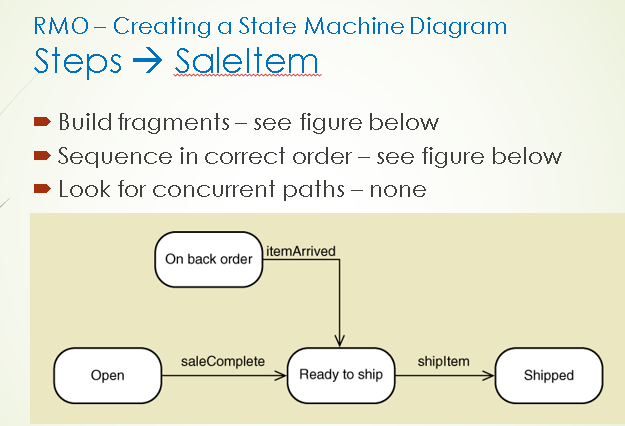 RMO – Creating a State Machine Diagram
Steps → SaleItem
Build fragments – see figure below
Sequence in correct order – see figure below
Look for concurrent paths – none
On back order
itemArrived
Open
saleComplete
Ready to ship
shipItem
Shipped